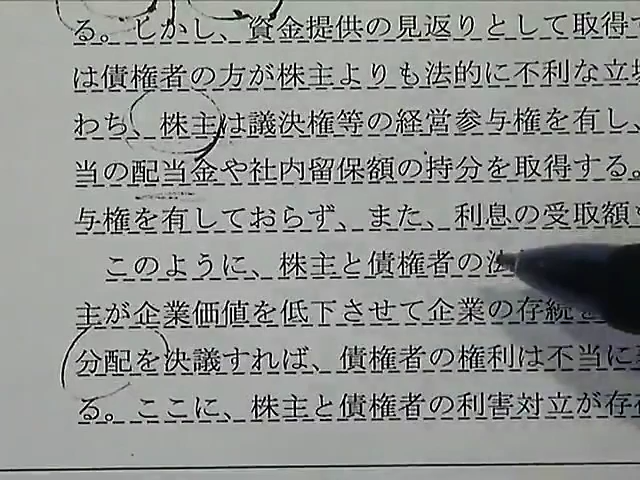 る。しかし、資金提供の見返りとして取得
は債権者の方が株主よりも法的に不利な立場
わち、株主は議決権等の経営参与権を有し、
当の配当金や社内留保額の持分を取得する。
与権を有しておらず、また、利息の受取額
このように、株主と債権者の法
主が企業価値を低下させて企業の存続
分配を決議すれば、債権者の権利は不当に
る。ここに、株主と債権者の利害対立が存